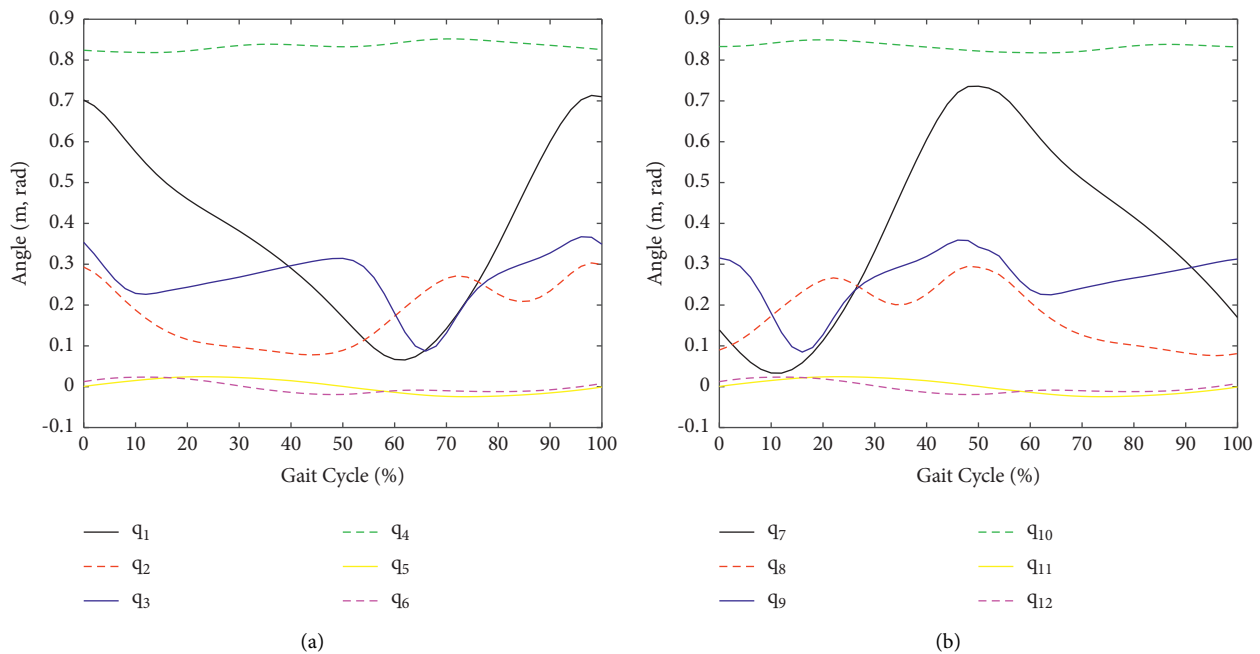 0.9
0.8
0.7
0.6
0.5
0.4
0.3
0.2
0.1
0
-0.1
Angle (m, rad)
0 10 20 30 40 50 60 70 80 90 100
Gait Cycle (%)
q1
q2
q3
q4
q5
q6
(a)
0.9
0.8
0.7
0.6
0.5
0.4
0.3
0.2
0.1
0
-0.1
Angle (m, rad)
0 10 20 30 40 50 60 70 80 90 100
Gait Cycle (%)
q7
q8
q9
q10
q11
q12
(b)